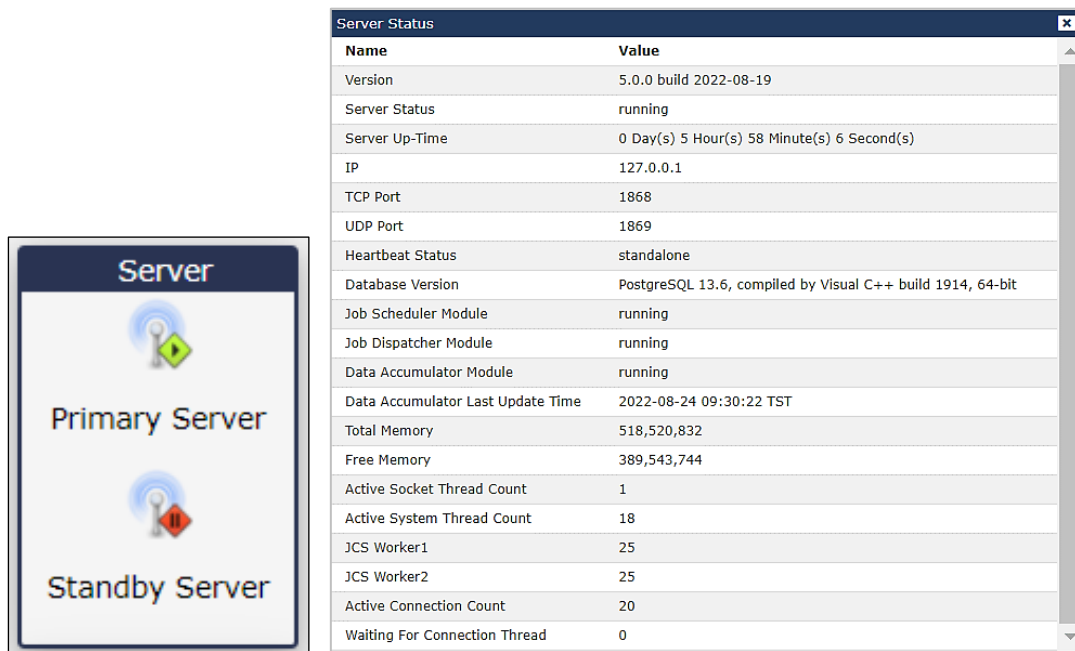 Server
Primary Server
Standby Server
Server Status
Name Value
Version 5.0.0 build 2022-08-19
Server Status running
Server Up-Time 0 Day(s) 5 Hour(s) 58 Minute(s) 6 Second(s)
IP 127.0.0.1
TCP Port 1868
UDP Port 1869
Heartbeat Status standalone
Database Version PostgreSQL 13.6, compiled by Visual C++ build 1914, 64-bit
Job Scheduler Module running
Job Dispatcher Module running
Data Accumulator Module running
Data Accumulator Last Update Time 2022-08-24 09:30:22 TST
Total Memory 518,520,832
Free Memory 389,543,744
Active Socket Thread Count 1
Active System Thread Count 18
JCS Worker1 25
JCS Worker2 25
Active Connection Count 20
Waiting For Connection Thread 0